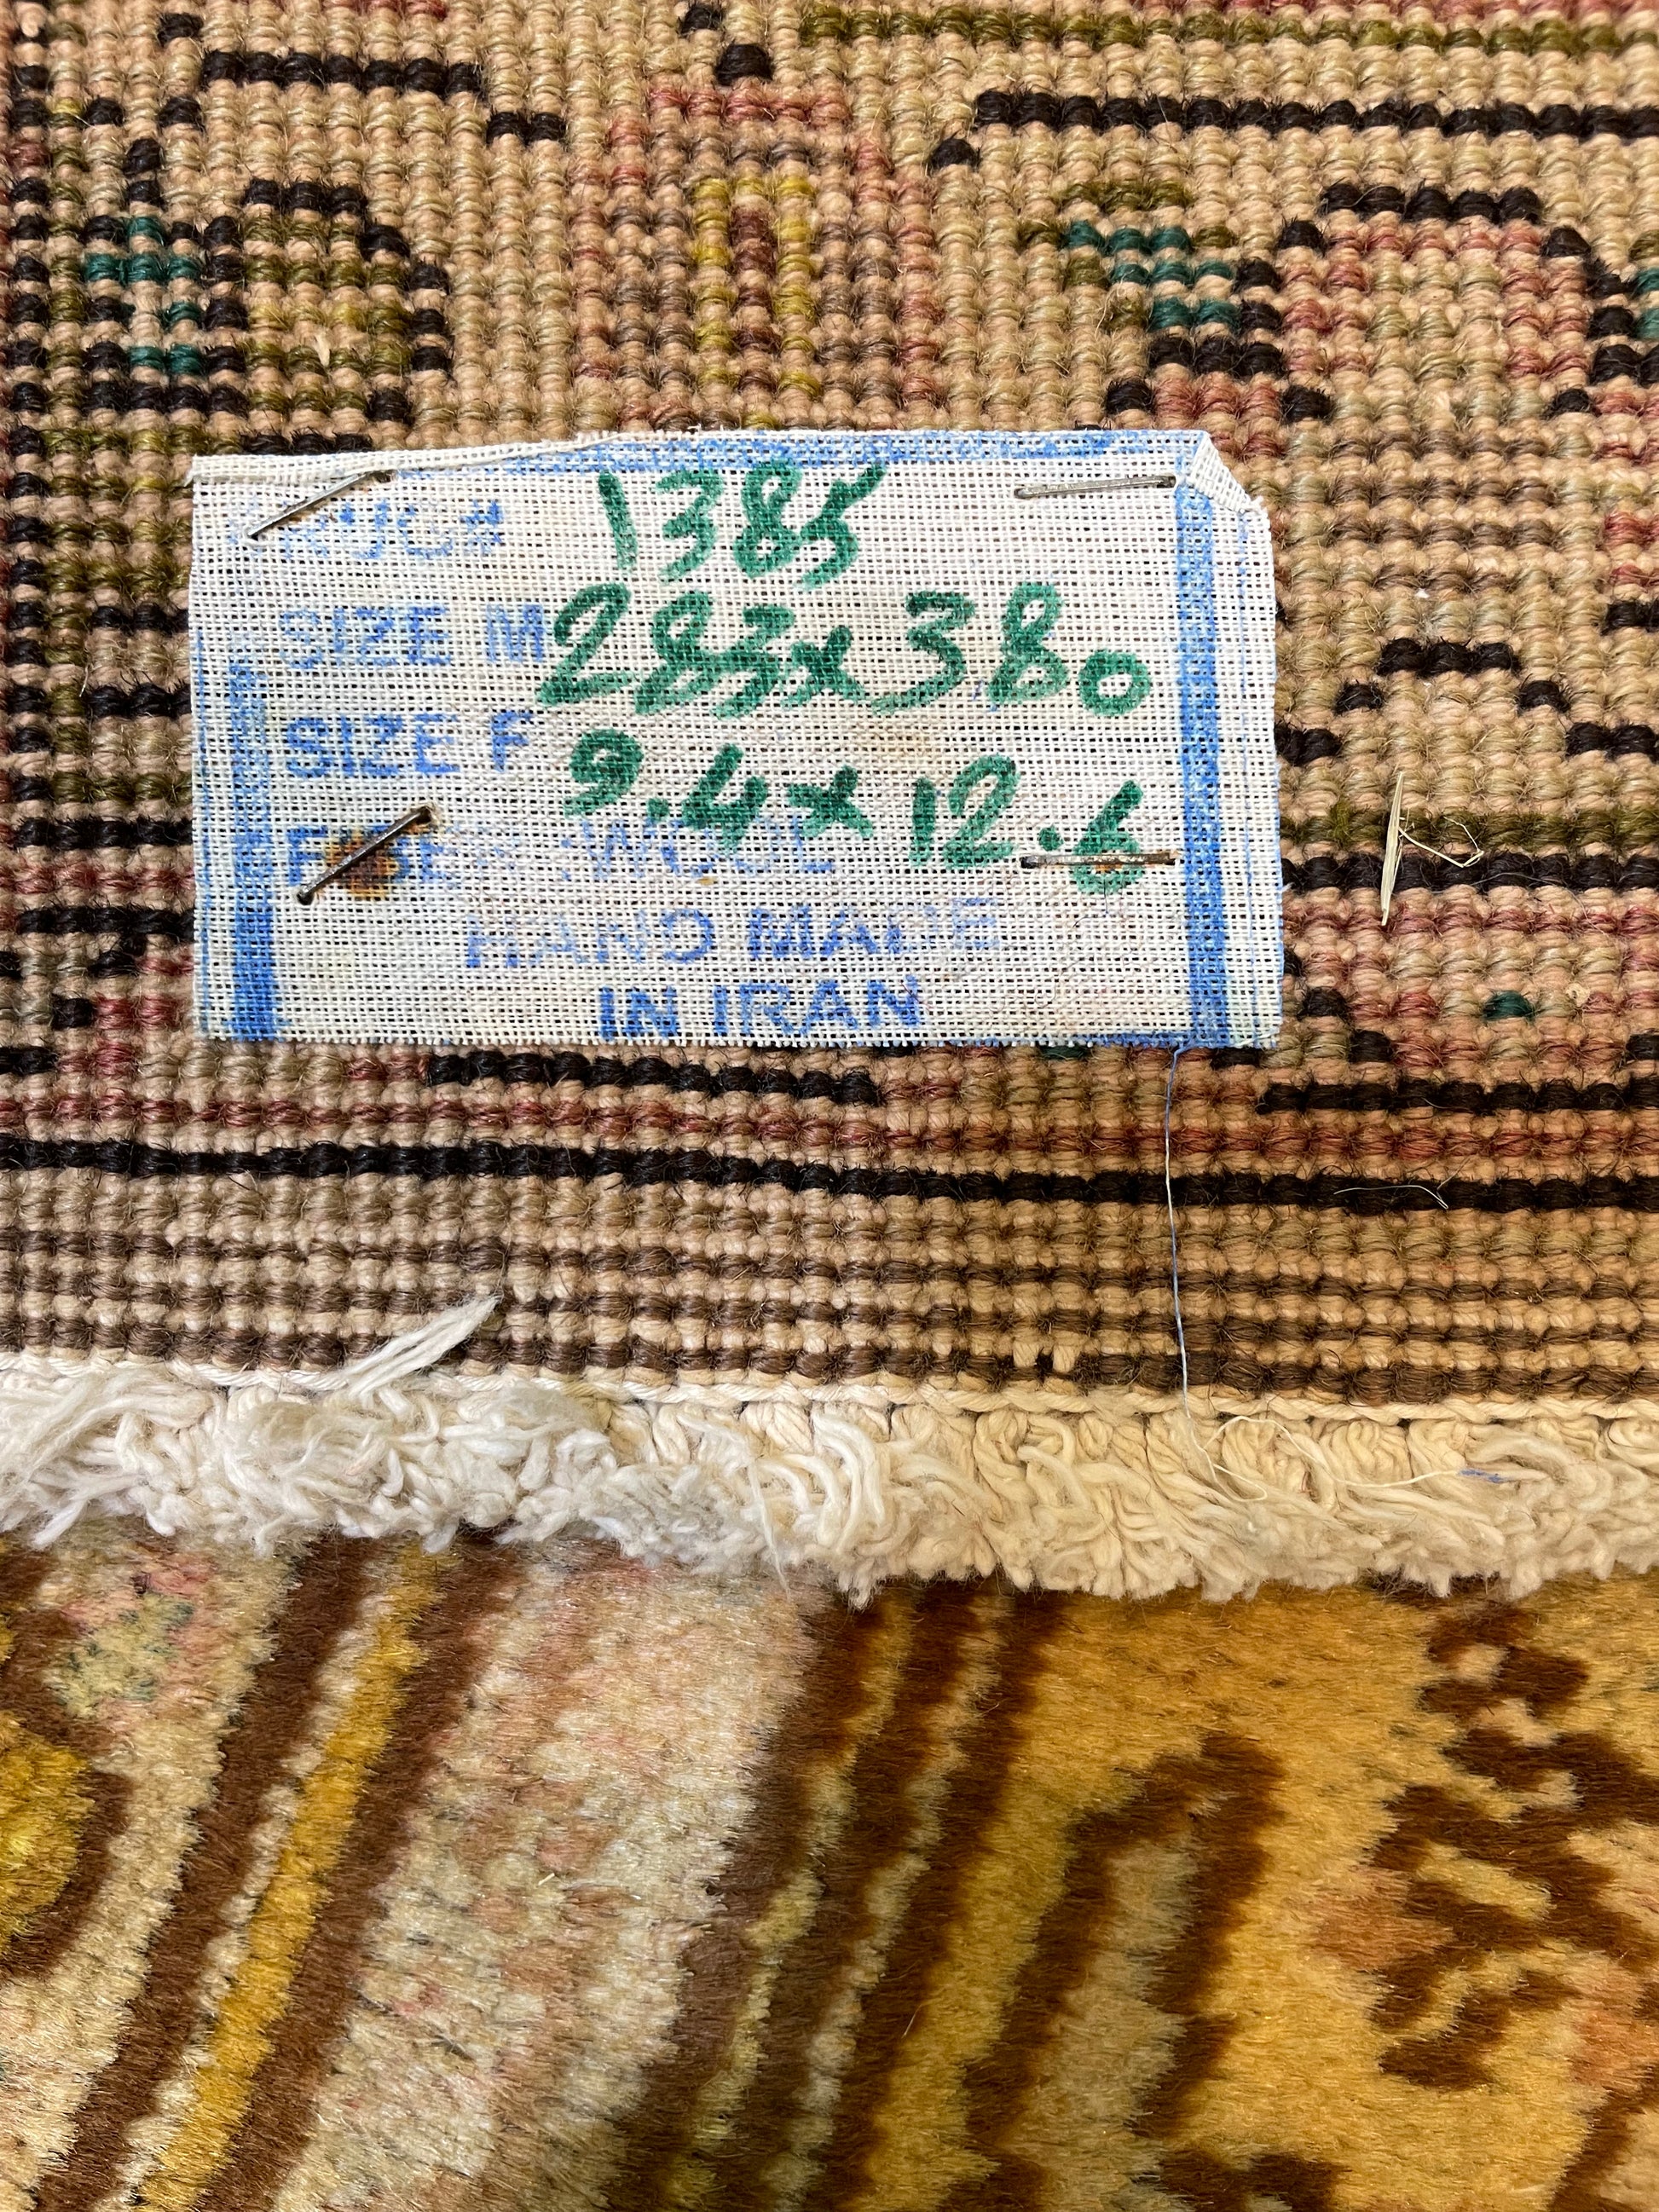 RUG# 1385
SIZE M 283x380
SIZE F 9.4x12.6
FIBER :WOOL
HAND MADE
IN IRAN